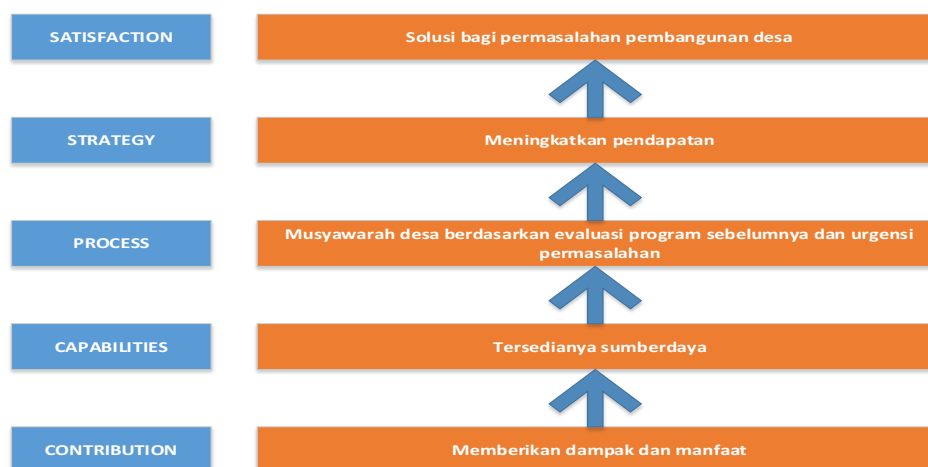 SATISFACTION
Solusi bagi permasalahan pembangunan desa
STRATEGY
Meningkatkan pendapatan
PROCESS
Musyawarah desa berdasarkan evaluasi program sebelumnya dan urgensi
permasalahan
CAPABILITIES
Tersedianya sumberdaya
CONTRIBUTION
Memberikan dampak dan manfaat